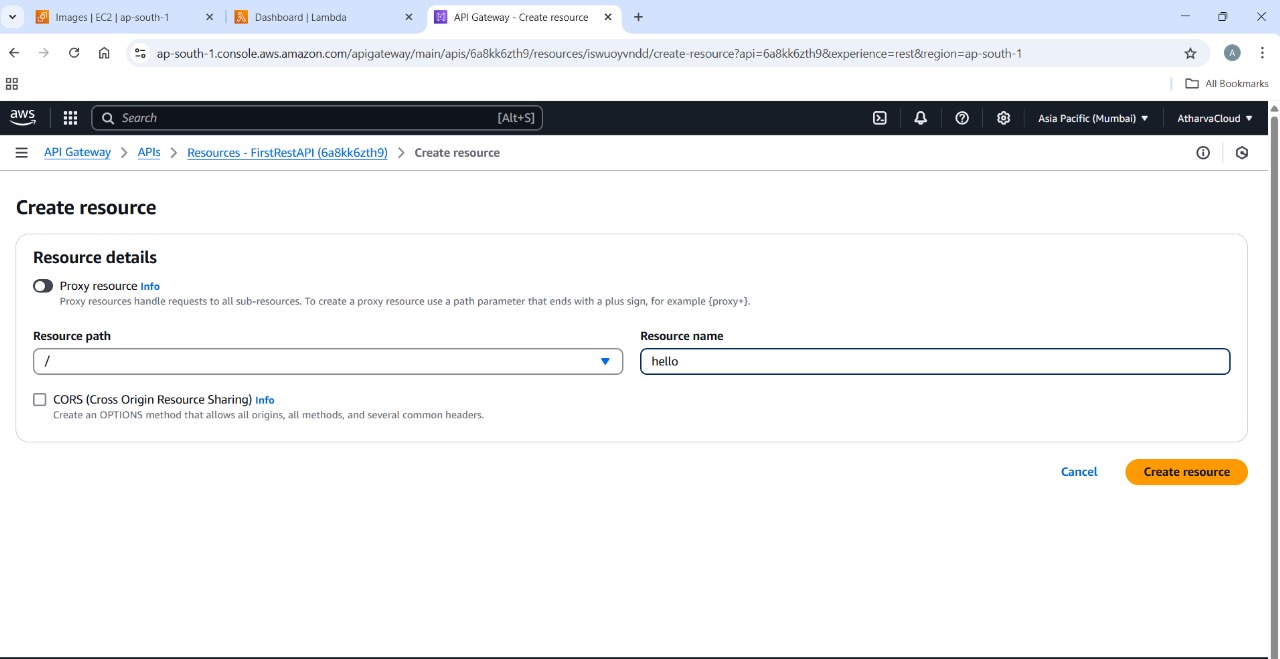 Images | EC2 | ap-south-1
Dashboard | Lambda
API Gateway - Create resource
ap-south-1.console.aws.amazon.com/apigateway/main/apis/6a8kk6zth9/resources/iswuoyvndd/create-resource?api=6a8kk6zth9&experience=rest&region=ap-south-1
A
All Bookmarks
aws
Search
[Alt+S]
Asia Pacific (Mumbai)
AtharvaCloud
API Gateway
APIs
Resources - FirstRestAPI (6a8kk6zth9)
Create resource
Create resource
Resource details
Proxy resource Info
Proxy resources handle requests to all sub-resources. To create a proxy resource use a path parameter that ends with a plus sign, for example {proxy+}.
Resource path
Resource name
/
hello
CORS (Cross Origin Resource Sharing) Info
Create an OPTIONS method that allows all origins, all methods, and several common headers.
Cancel
Create resource